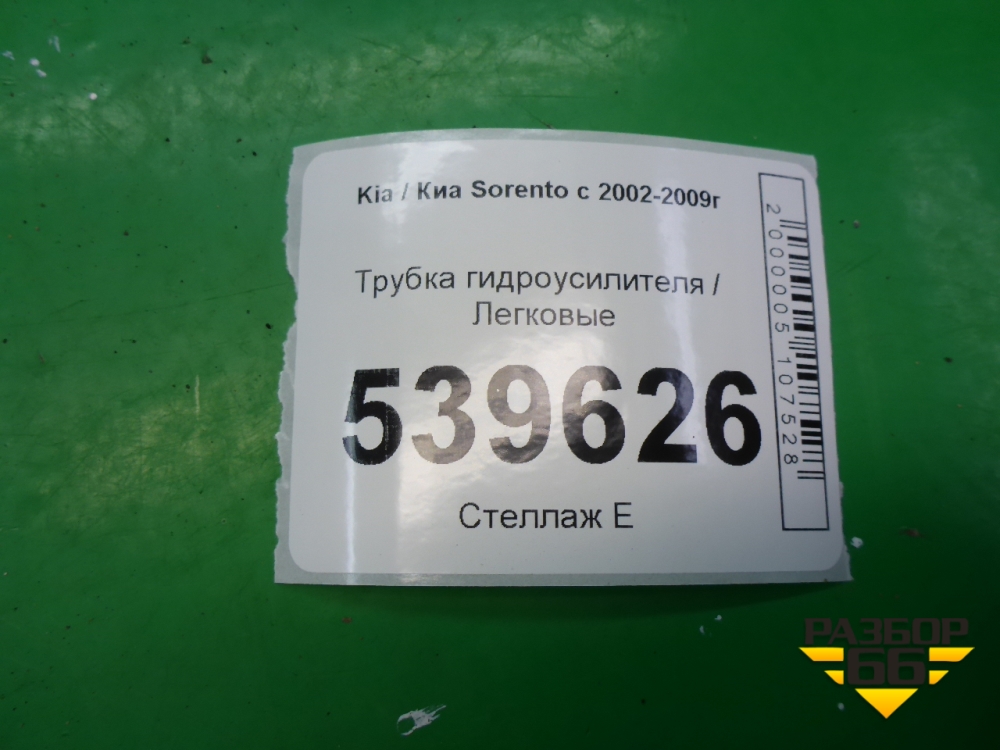 Kia / Киа Sorento с 2002-2009г
Трубка гидроусилителя /
Легковые
539626
Стеллаж Е
2000005107528
РАЗБОР
66